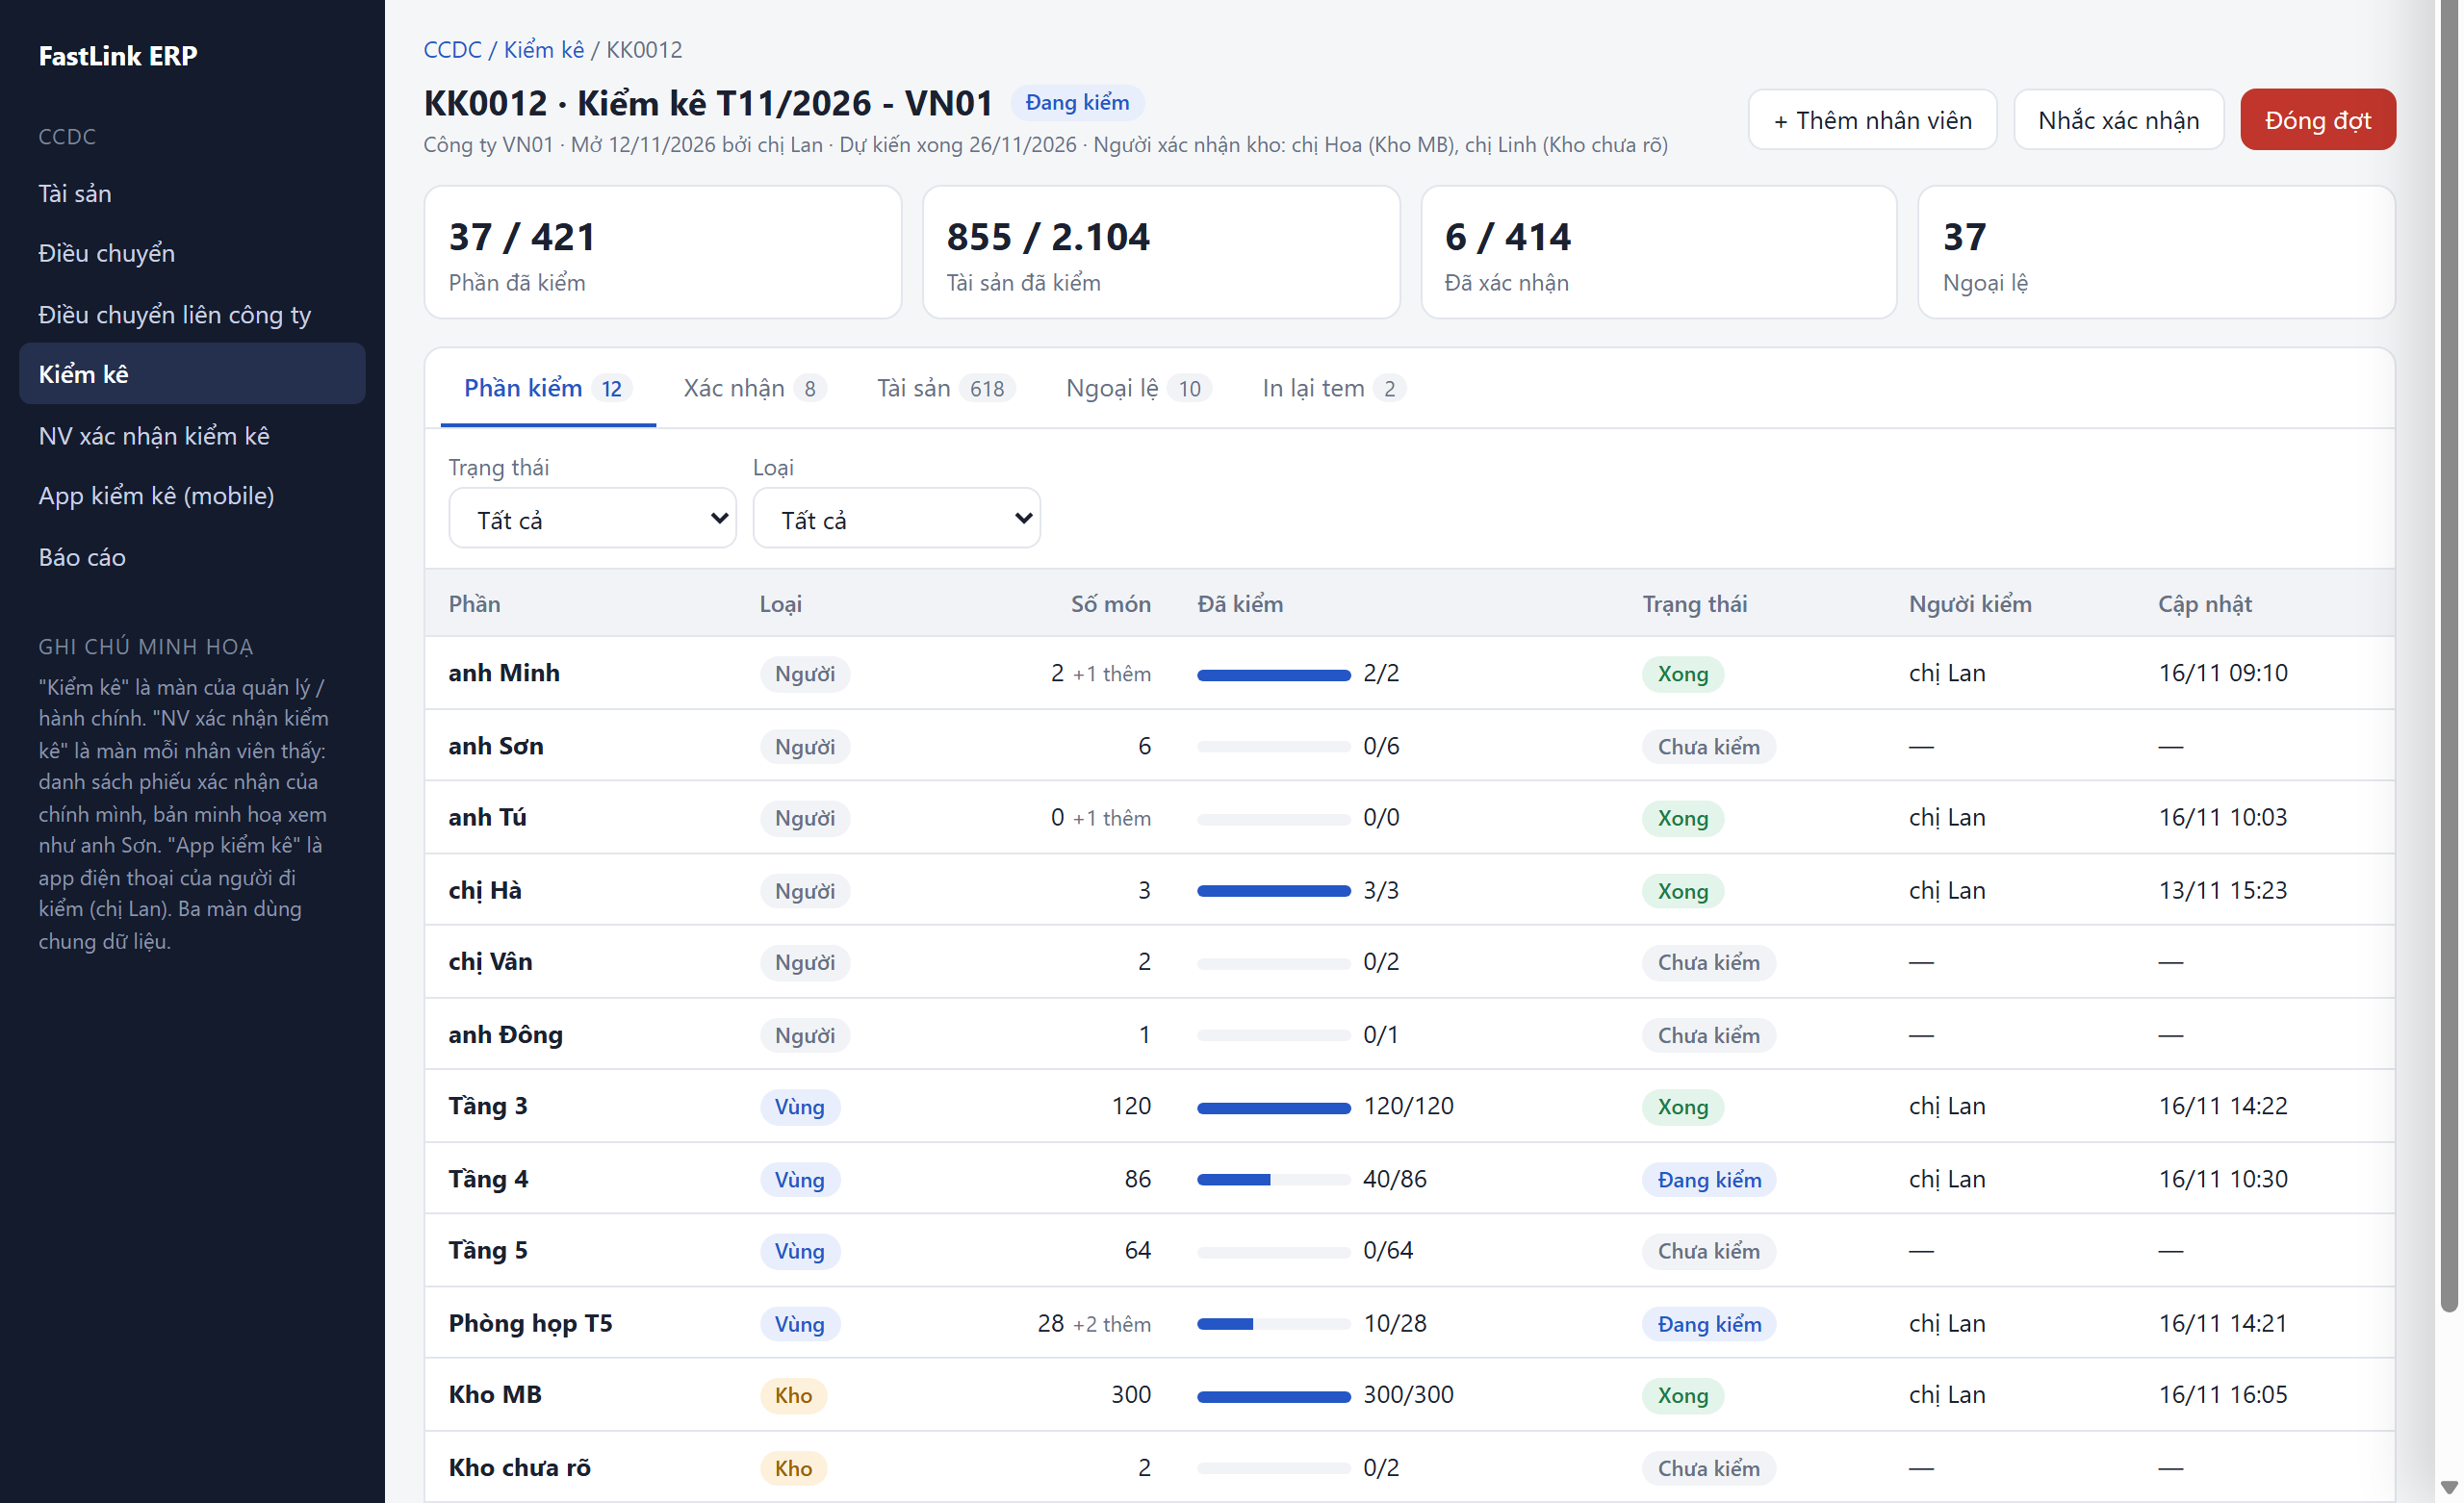 FastLink ERP
CCDC
Tài sản
Điều chuyển
Điều chuyển liên công ty
Kiểm kê
NV xác nhận kiểm kê
App kiểm kê (mobile)
Báo cáo
GHI CHÚ MINH HOẠ
"Kiểm kê" là màn của quản lý /
hành chính. "NV xác nhận kiểm
kê" là màn mỗi nhân viên thấy:
danh sách phiếu xác nhận của
chính mình, bản minh hoạ xem
như anh Sơn. "App kiểm kê" là
app điện thoại của người đi
kiểm (chị Lan). Ba màn dùng
chung dữ liệu.
CCDC / Kiểm kê / KK0012
KK0012 · Kiểm kê T11/2026 - VN01 Đang kiểm
Công ty VN01 · Mở 12/11/2026 bởi chị Lan · Dự kiến xong 26/11/2026 · Người xác nhận kho: chị Hoa (Kho MB), chị Linh (Kho chưa rõ)
+ Thêm nhân viên Nhắc xác nhận Đóng đợt
37 / 421
Phần đã kiểm
855 / 2.104
Tài sản đã kiểm
6 / 414
Đã xác nhận
37
Ngoại lệ
Phần kiểm 12 Xác nhận 8 Tài sản 618 Ngoại lệ 10 In lại tem 2
Trạng thái Loại
Tất cả Tất cả
Phần Loại Số món Đã kiểm Trạng thái Người kiểm Cập nhật
anh Minh Người 2 +1 thêm 2/2 Xong chị Lan 16/11 09:10
anh Sơn Người 6 0/6 Chưa kiểm — —
anh Tú Người 0 +1 thêm 0/0 Xong chị Lan 16/11 10:03
chị Hà Người 3 3/3 Xong chị Lan 13/11 15:23
chị Vân Người 2 0/2 Chưa kiểm — —
anh Đông Người 1 0/1 Chưa kiểm — —
Tầng 3 Vùng 120 120/120 Xong chị Lan 16/11 14:22
Tầng 4 Vùng 86 40/86 Đang kiểm chị Lan 16/11 10:30
Tầng 5 Vùng 64 0/64 Chưa kiểm — —
Phòng họp T5 Vùng 28 +2 thêm 10/28 Đang kiểm chị Lan 16/11 14:21
Kho MB Kho 300 300/300 Xong chị Lan 16/11 16:05
Kho chưa rõ Kho 2 0/2 Chưa kiểm — —